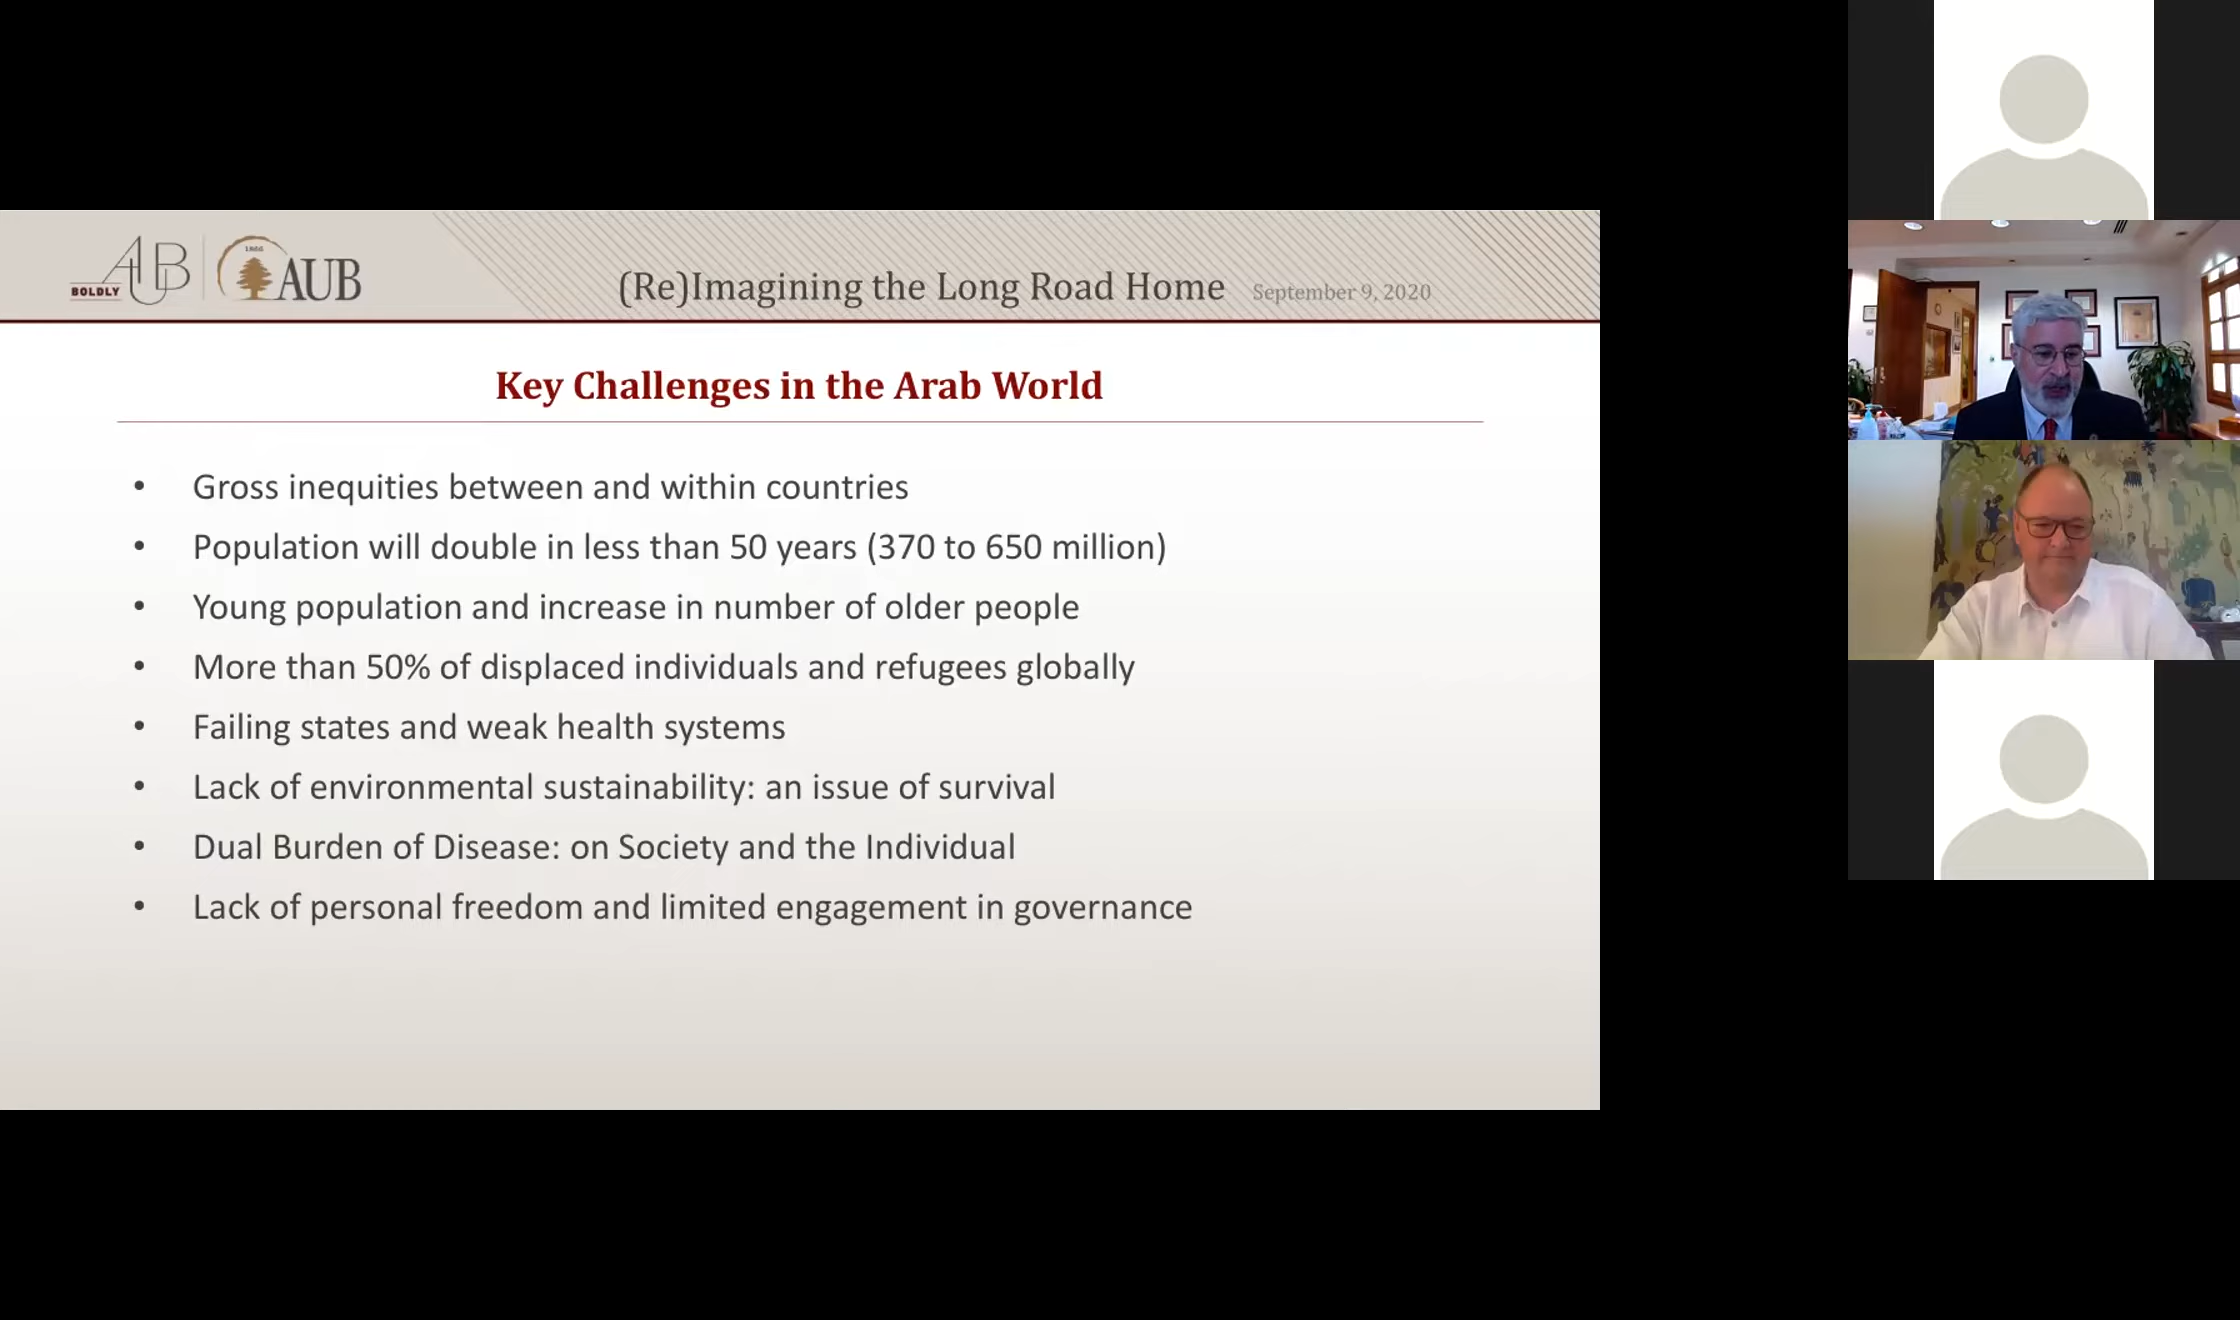 AUB
BOLDLY
1866
AUB
(Re)Imagining the Long Road Home September 9, 2020
Key Challenges in the Arab World
• Gross inequities between and within countries
• Population will double in less than 50 years (370 to 650 million)
• Young population and increase in number of older people
• More than 50% of displaced individuals and refugees globally
• Failing states and weak health systems
• Lack of environmental sustainability: an issue of survival
• Dual Burden of Disease: on Society and the Individual
• Lack of personal freedom and limited engagement in governance